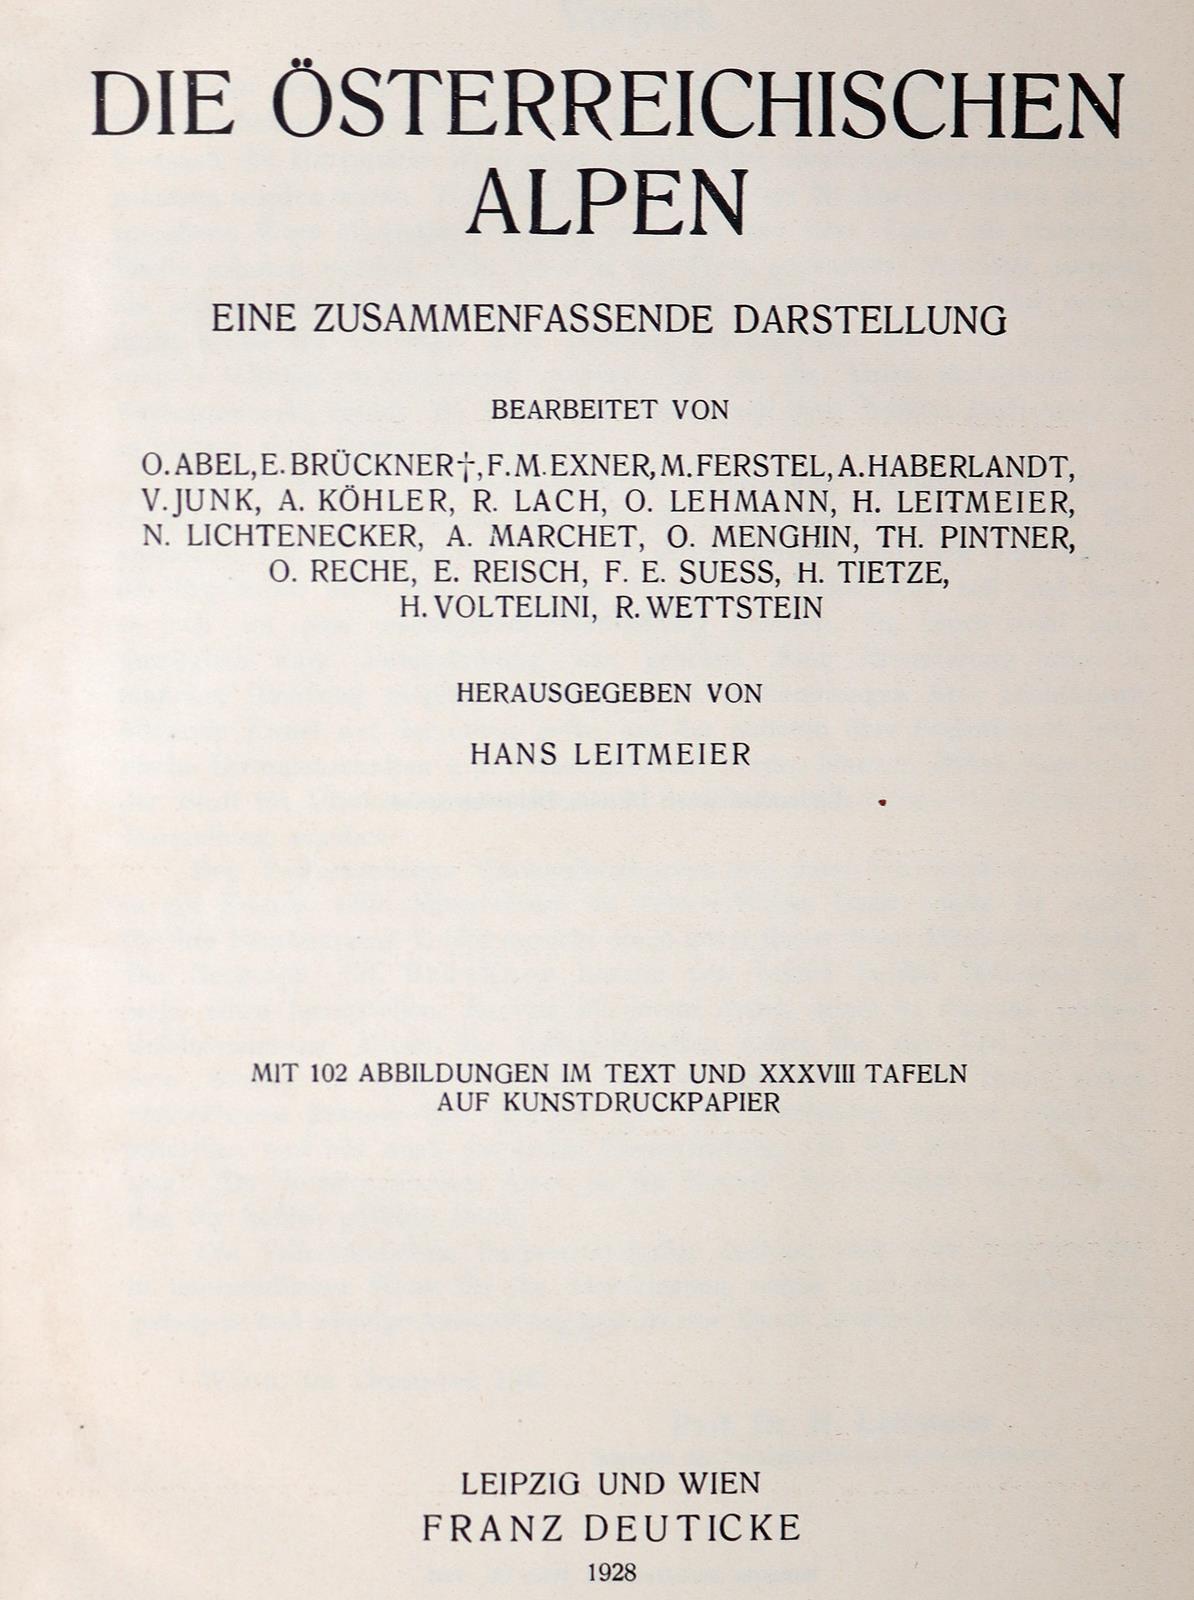 DIE ÖSTERREICHISCHEN
ALPEN
EINE ZUSAMMENFASSENDE DARSTELLUNG
BEARBEITET VON
O. ABEL, E. BRÜCKNER†, F. M. EXNER, M. FERSTEL, A. HABERLANDT,
V. JUNK, A. KÖHLER, R. LACH, O. LEHMANN, H. LEITMEIER,
N. LICHTENECKER, A. MARCHET, O. MENGHIN, TH. PINTNER,
O. RECHE, E. REISCH, F. E. SUESS, H. TIETZE,
H. VOLTELINI, R. WETTSTEIN
HERAUSGEGEBEN VON
HANS LEITMEIER
MIT 102 ABBILDUNGEN IM TEXT UND XXXVIII TAFELN
AUF KUNSTDRUCKPAPIER
LEIPZIG UND WIEN
FRANZ DEUTICKE
1928